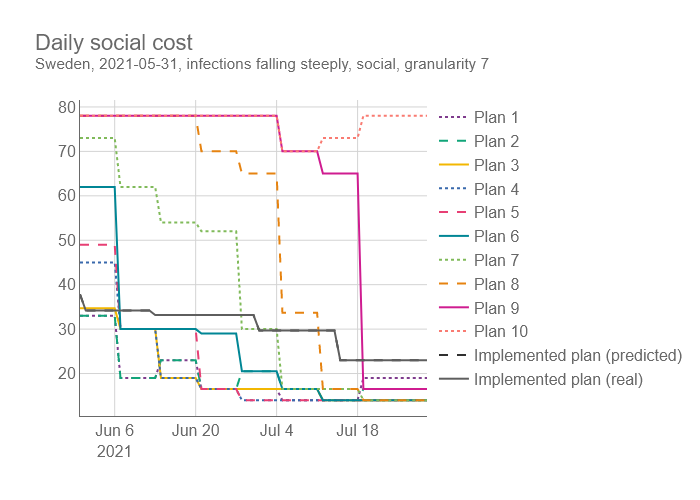 Daily social cost
Sweden, 2021-05-31, infections falling steeply, social, granularity 7
80
70
60
50
40
30
20
Jun 6
2021
Jun 20
Jul 4
Jul 18
Plan 1
Plan 2
Plan 3
Plan 4
Plan 5
Plan 6
Plan 7
Plan 8
Plan 9
Plan 10
Implemented plan (predicted)
Implemented plan (real)